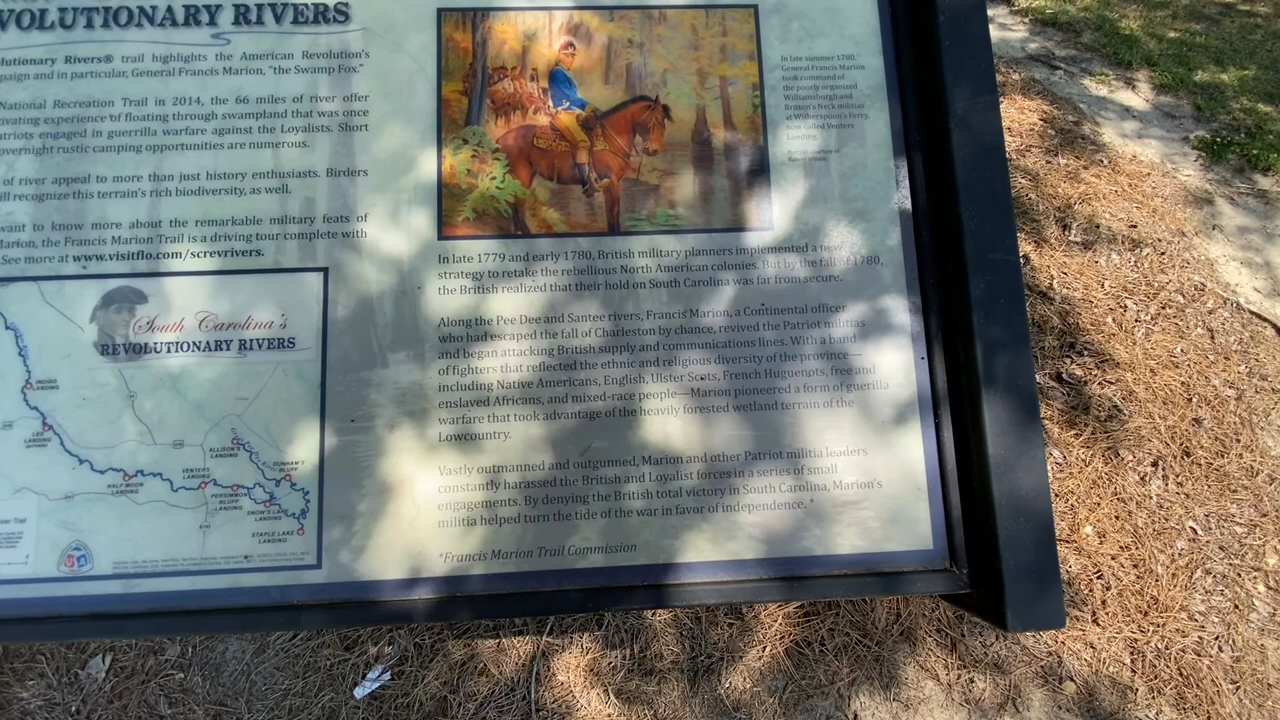 VOLUTIONARY RIVERS
lutionary Rivers® trail highlights the American Revolution's
paign and in particular, General Francis Marion, "the Swamp Fox."
National Recreation Trail in 2014, the 66 miles of river offer
ivating experience of floating through swampland that was once
atriots engaged in guerrilla warfare against the Loyalists. Short
overnight rustic camping opportunities are numerous.
of river appeal to more than just history enthusiasts. Birders
ill recognize this terrain's rich biodiversity, as well.
want to know more about the remarkable military feats of
Marion, the Francis Marion Trail is a driving tour complete with
See more at www.visitflo.com/screvrivers.
South Carolina's
REVOLUTIONARY RIVERS
INDIGO
LANDING
LEE
LANDING
HALF MOON
LANDING
VENTERS
LANDING
ALLISON'S
LANDING
DUNHAM'S
BLUFF
PERSIMMON
BLUFF
LANDING
SNOW'S LAKE
LANDING
STAPLE LAKE
LANDING
In late summer 1780,
General Francis Marion
took command of
the poorly organized
Williamsburgh and
Britton's Neck militias
at Witherspoon's Ferry,
now called Venters
Landing.
Portrait courtesy of
Robert Wilson
In late 1779 and early 1780, British military planners implemented a new
strategy to retake the rebellious North American colonies. But by the fall of 1780,
the British realized that their hold on South Carolina was far from secure.
Along the Pee Dee and Santee rivers, Francis Marion, a Continental officer
who had escaped the fall of Charleston by chance, revived the Patriot militias
and began attacking British supply and communications lines. With a band
of fighters that reflected the ethnic and religious diversity of the province—
including Native Americans, English, Ulster Scots, French Huguenots, free and
enslaved Africans, and mixed-race people—Marion pioneered a form of guerilla
warfare that took advantage of the heavily forested wetland terrain of the
Lowcountry.
Vastly outmanned and outgunned, Marion and other Patriot militia leaders
constantly harassed the British and Loyalist forces in a series of small
engagements. By denying the British total victory in South Carolina, Marion's
militia helped turn the tide of the war in favor of independence. *
*Francis Marion Trail Commission